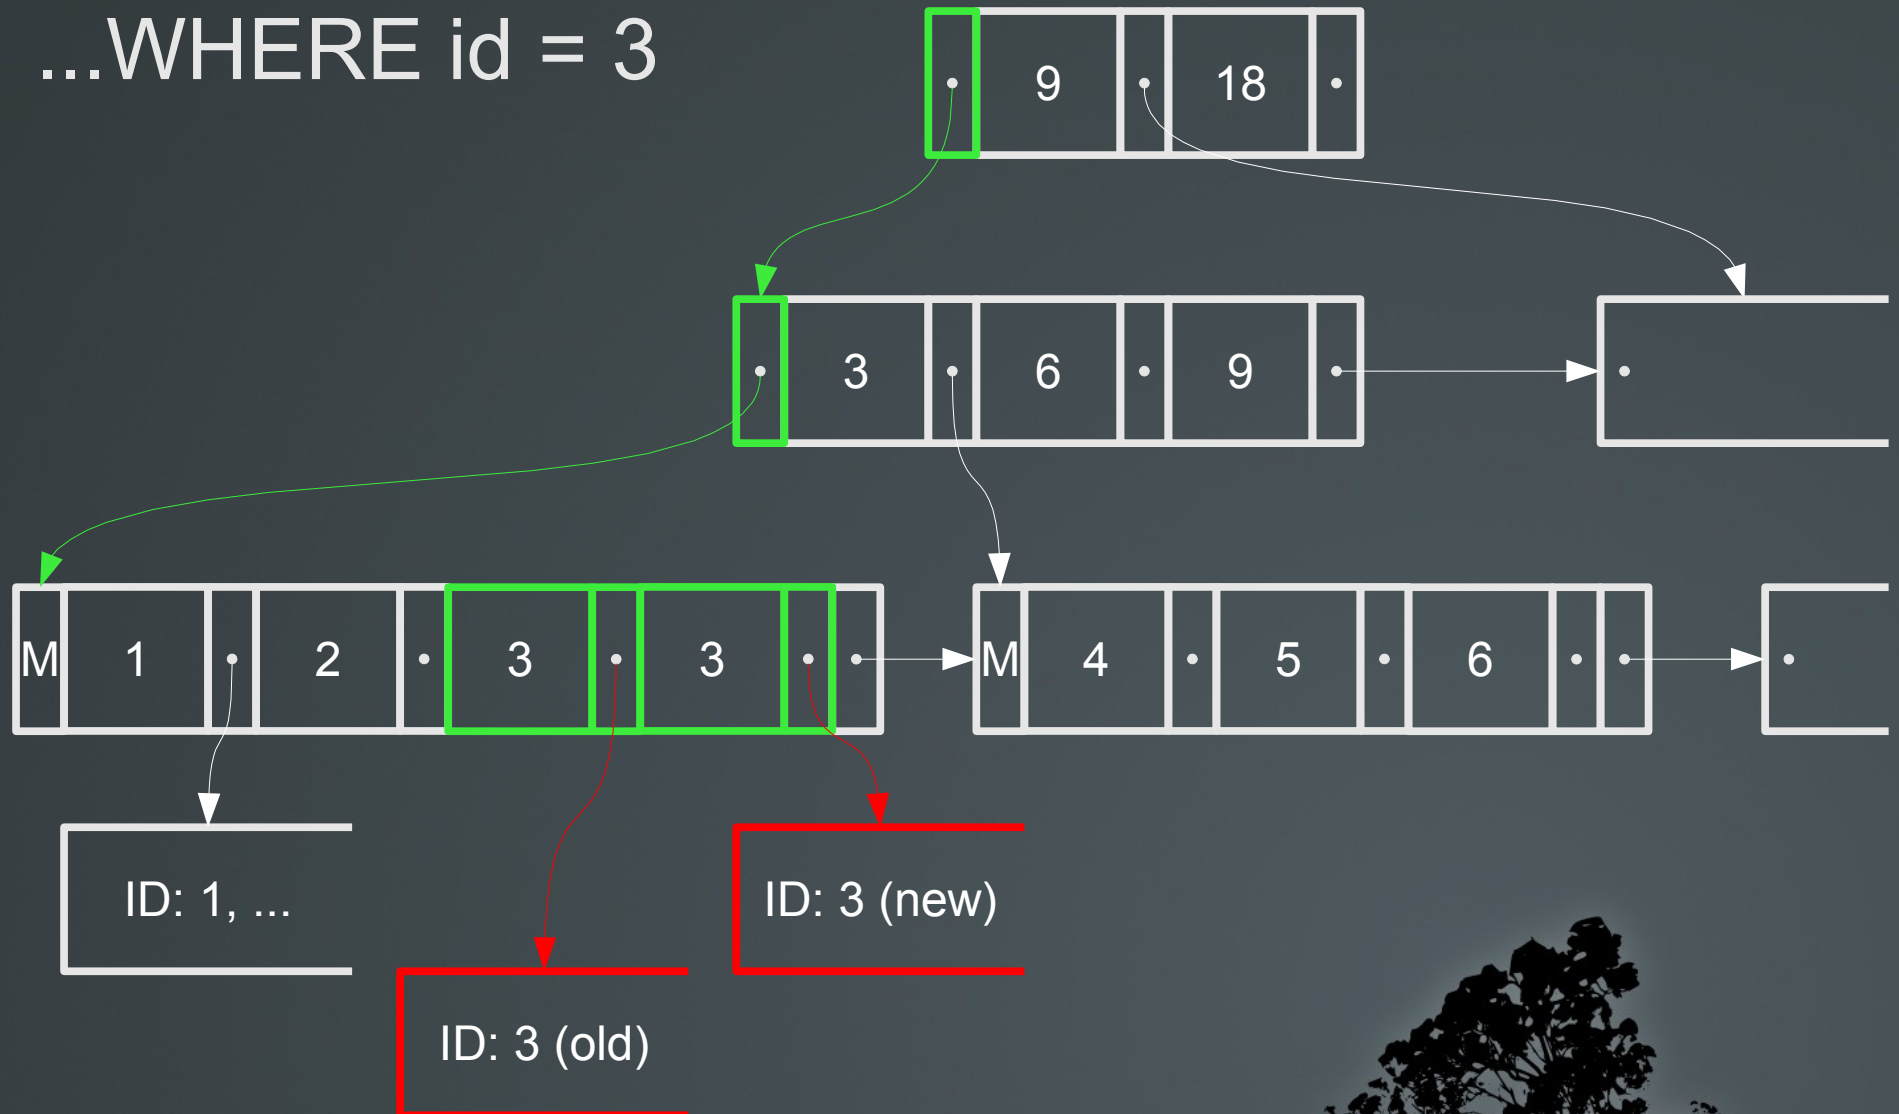 ...WHERE id = 3
9 18
3 6 9
M 1 2 3 3 M 4 5 6
ID: 1, ...
ID: 3 (new)
ID: 3 (old)